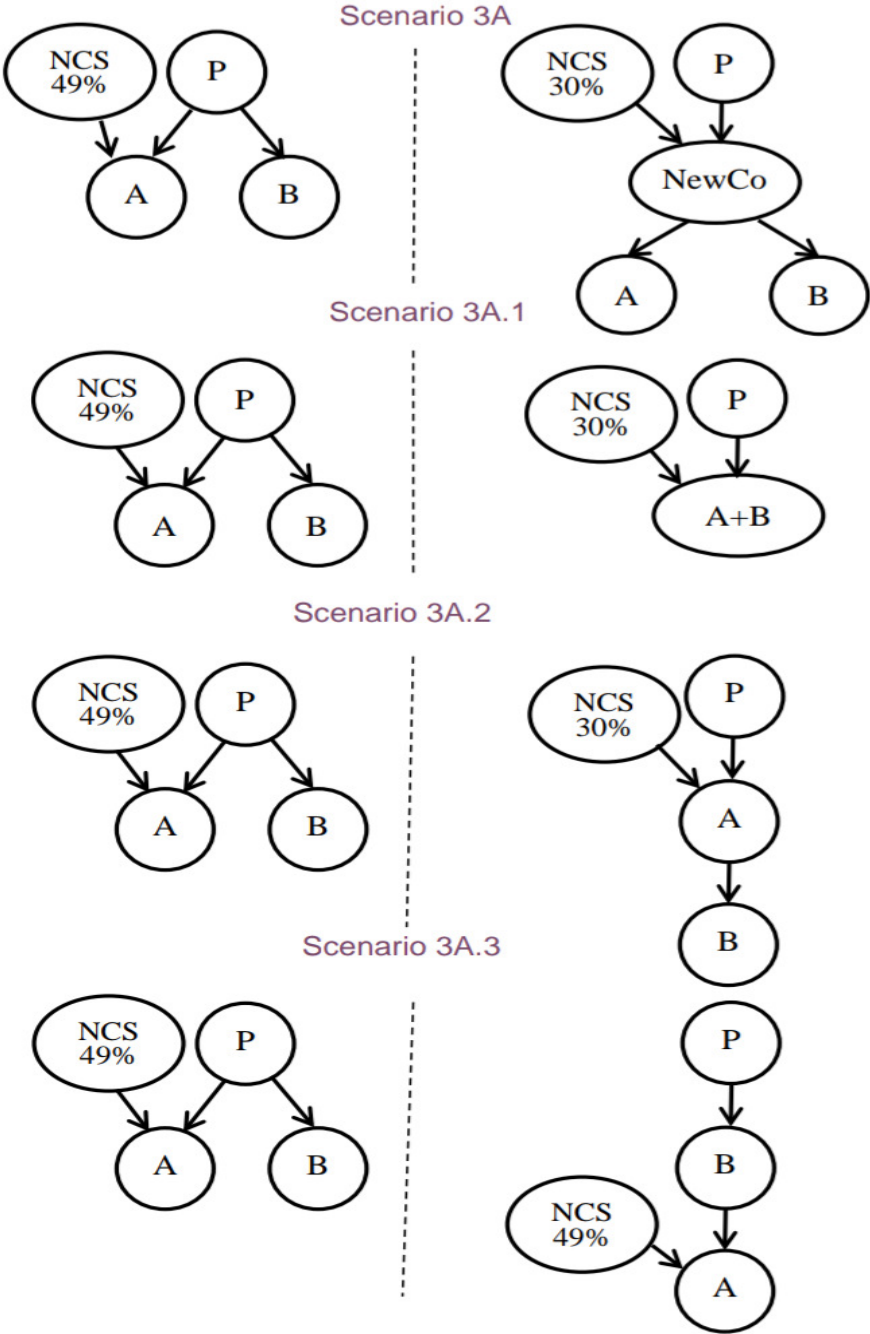 Scenario 3A
NCS
49%
P
A
B
NCS
30%
P
NewCo
A
B
Scenario 3A.1
NCS
49%
P
A
B
NCS
30%
P
A+B
Scenario 3A.2
NCS
49%
P
A
B
NCS
30%
P
A
B
Scenario 3A.3
NCS
49%
P
A
B
P
B
NCS
49%
A